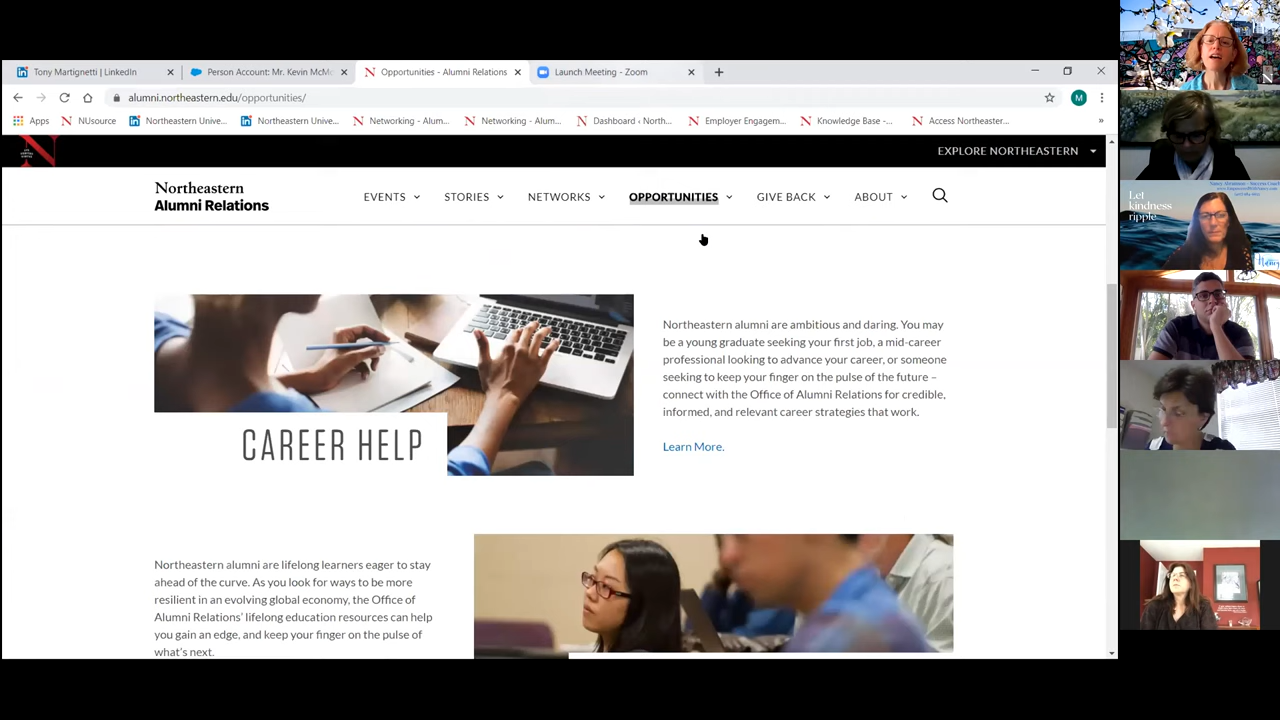 Tony Martignetti | LinkedIn
Person Account: Mr. Kevin McM
Opportunities - Alumni Relations
Launch Meeting - Zoom
alumni.northeastern.edu/opportunities/
Apps
NUsource
Northeastern Unive...
Northeastern Unive...
Networking - Alum...
Networking - Alum...
Dashboard ‹ North...
Employer Engagem...
Knowledge Base -...
Access Northeaster...
»
N
EXPLORE NORTHEASTERN
Northeastern
Alumni Relations
EVENTS
STORIES
NETWORKS
OPPORTUNITIES
GIVE BACK
ABOUT
CAREER HELP
Northeastern alumni are ambitious and daring. You may
be a young graduate seeking your first job, a mid-career
professional looking to advance your career, or someone
seeking to keep your finger on the pulse of the future –
connect with the Office of Alumni Relations for credible,
informed, and relevant career strategies that work.
Learn More.
Northeastern alumni are lifelong learners eager to stay
ahead of the curve. As you look for ways to be more
resilient in an evolving global economy, the Office of
Alumni Relations' lifelong education resources can help
you gain an edge, and keep your finger on the pulse of
what's next.
N
Let
kindness
ripple